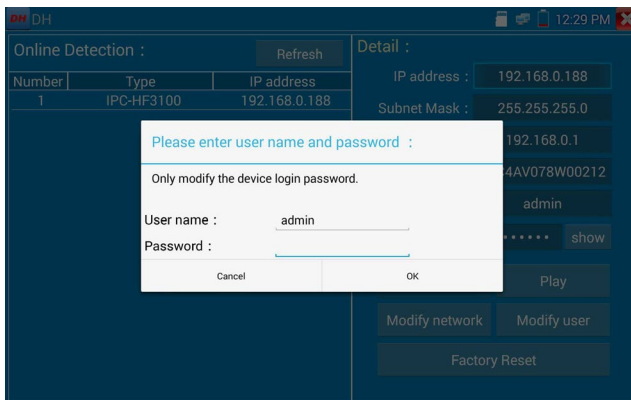 DH DH
12:29 PM
Online Detection :
Refresh
Number Type IP address
1 IPC-HF3100 192.168.0.188
Detail :
IP address : 192.168.0.188
Subnet Mask : 255.255.255.0
192.168.0.1
4AV078W00212
admin
show
Play
Modify network Modify user
Factory Reset
Please enter user name and password :
Only modify the device login password.
User name : admin
Password :
Cancel OK